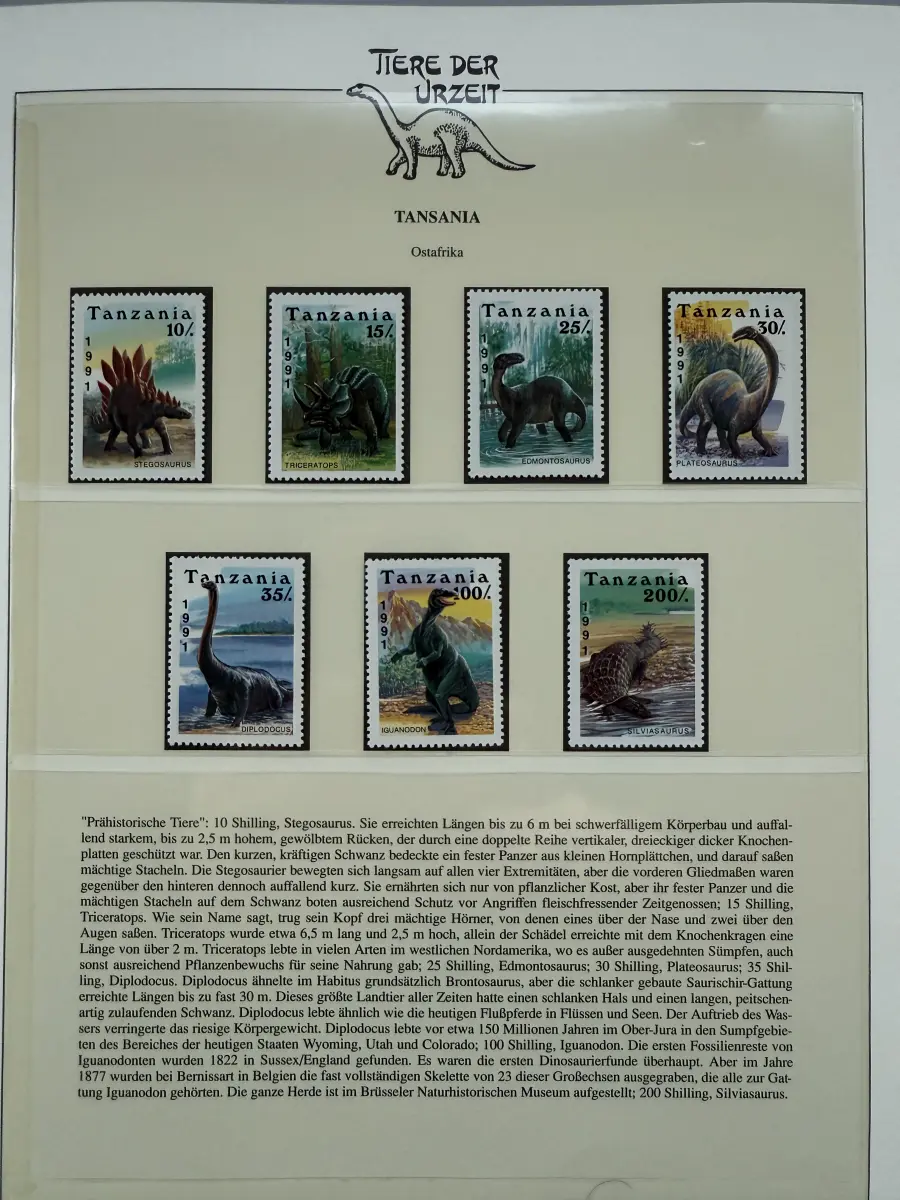 TIERE DER
URZEIT
TANSANIA
Ostafrika
Tanzania
10/.
1991
STEGOSAURUS
Tanzania
15/.
1991
TRICERATOPS
Tanzania
25/.
1991
EDMONTOSAURUS
Tanzania
30/.
1991
PLATEOSAURUS
Tanzania
35/.
1991
DIPLODOCUS
Tanzania
100/.
1991
IGUANODON
Tanzania
200/.
1991
SILVIASAURUS
"Prähistorische Tiere": 10 Shilling, Stegosaurus. Sie erreichten Längen bis zu 6 m bei schwerfälligem Körperbau und auffal-
lend starkem, bis zu 2,5 m hohem, gewölbtem Rücken, der durch eine doppelte Reihe vertikaler, dreieckiger dicker Knochen-
platten geschützt war. Den kurzen, kräftigen Schwanz bedeckte ein fester Panzer aus kleinen Hornplättchen, und darauf saßen
mächtige Stacheln. Die Stegosaurier bewegten sich langsam auf allen vier Extremitäten, aber die vorderen Gliedmaßen waren
gegenüber den hinteren dennoch auffallend kurz. Sie ernährten sich nur von pflanzlicher Kost, aber ihr fester Panzer und die
mächtigen Stacheln auf dem Schwanz boten ausreichend Schutz vor Angriffen fleischfressender Zeitgenossen; 15 Shilling,
Triceratops. Wie sein Name sagt, trug sein Kopf drei mächtige Hörner, von denen eines über der Nase und zwei über den
Augen saßen. Triceratops wurde etwa 6,5 m lang und 2,5 m hoch, allein der Schädel erreichte mit dem Knochenkragen eine
Länge von über 2 m. Triceratops lebte in vielen Arten im westlichen Nordamerika, wo es außer ausgedehnten Sümpfen, auch
sonst ausreichend Pflanzenbewuchs für seine Nahrung gab; 25 Shilling, Edmontosaurus; 30 Shilling, Plateosaurus; 35 Shil-
ling, Diplodocus. Diplodocus ähnelte im Habitus grundsätzlich Brontosaurus, aber die schlanker gebaute Saurischir-Gattung
erreichte Längen bis zu fast 30 m. Dieses größte Landtier aller Zeiten hatte einen schlanken Hals und einen langen, peitschen-
artig zulaufenden Schwanz. Diplodocus lebte ähnlich wie die heutigen Flußpferde in Flüssen und Seen. Der Auftrieb des Was-
sers verringerte das riesige Körpergewicht. Diplodocus lebte vor etwa 150 Millionen Jahren im Ober-Jura in den Sumpfgebie-
ten des Bereiches der heutigen Staaten Wyoming, Utah und Colorado; 100 Shilling, Iguanodon. Die ersten Fossilienreste von
Iguanodonten wurden 1822 in Sussex/England gefunden. Es waren die ersten Dinosaurierfunde überhaupt. Aber im Jahre
1877 wurden bei Bernissart in Belgien die fast vollständigen Skelette von 23 dieser Großechsen ausgegraben, die alle zur Gat-
tung Iguanodon gehörten. Die ganze Herde ist im Brüsseler Naturhistorischen Museum aufgestellt; 200 Shilling, Silviasaurus.